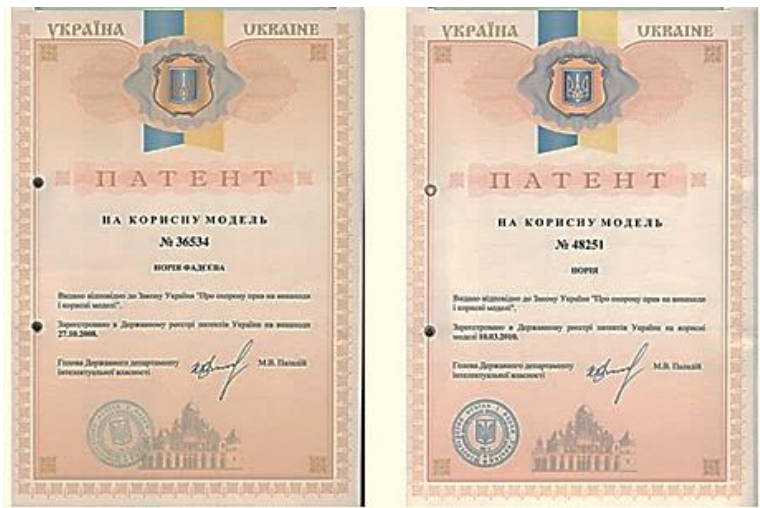 УКРАЇНА UKRAINE
ПАТЕНТ
НА КОРИСНУ МОДЕЛЬ
№ 36534
НОРІЯ ФАДЄЄВА
Видано відповідно до Закону України "Про охорону прав на винаходи
і корисні моделі".
Зареєстровано в Державному реєстрі патентів України на винаходи
27.10.2008.
Голова Державного департаменту
інтелектуальної власності
М.В. Паладій
УКРАЇНА UKRAINE
ПАТЕНТ
НА КОРИСНУ МОДЕЛЬ
№ 48251
НОРІЯ
Видано відповідно до Закону України "Про охорону прав на винаходи
і корисні моделі".
Зареєстровано в Державному реєстрі патентів України на корисні
моделі 10.03.2010.
Голова Державного департаменту
інтелектуальної власності
М.В. Паладій